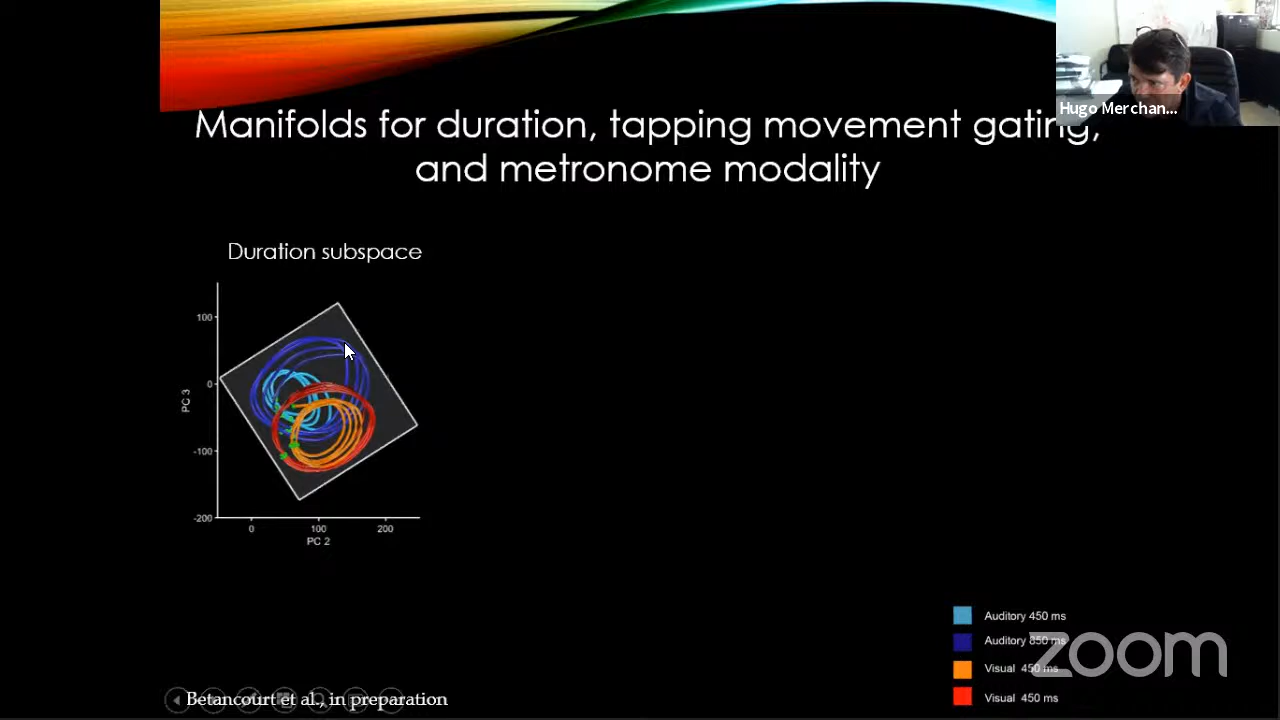 Manifolds for duration, tapping movement gating,
and metronome modality
Hugo Merchan...
Duration subspace
100
0
-100
-200
PC 3
0 100 200
PC 2
Auditory 450 ms
Auditory 850 ms
Visual 450 ms
Visual 450 ms
zoom
Betancourt et al., in preparation